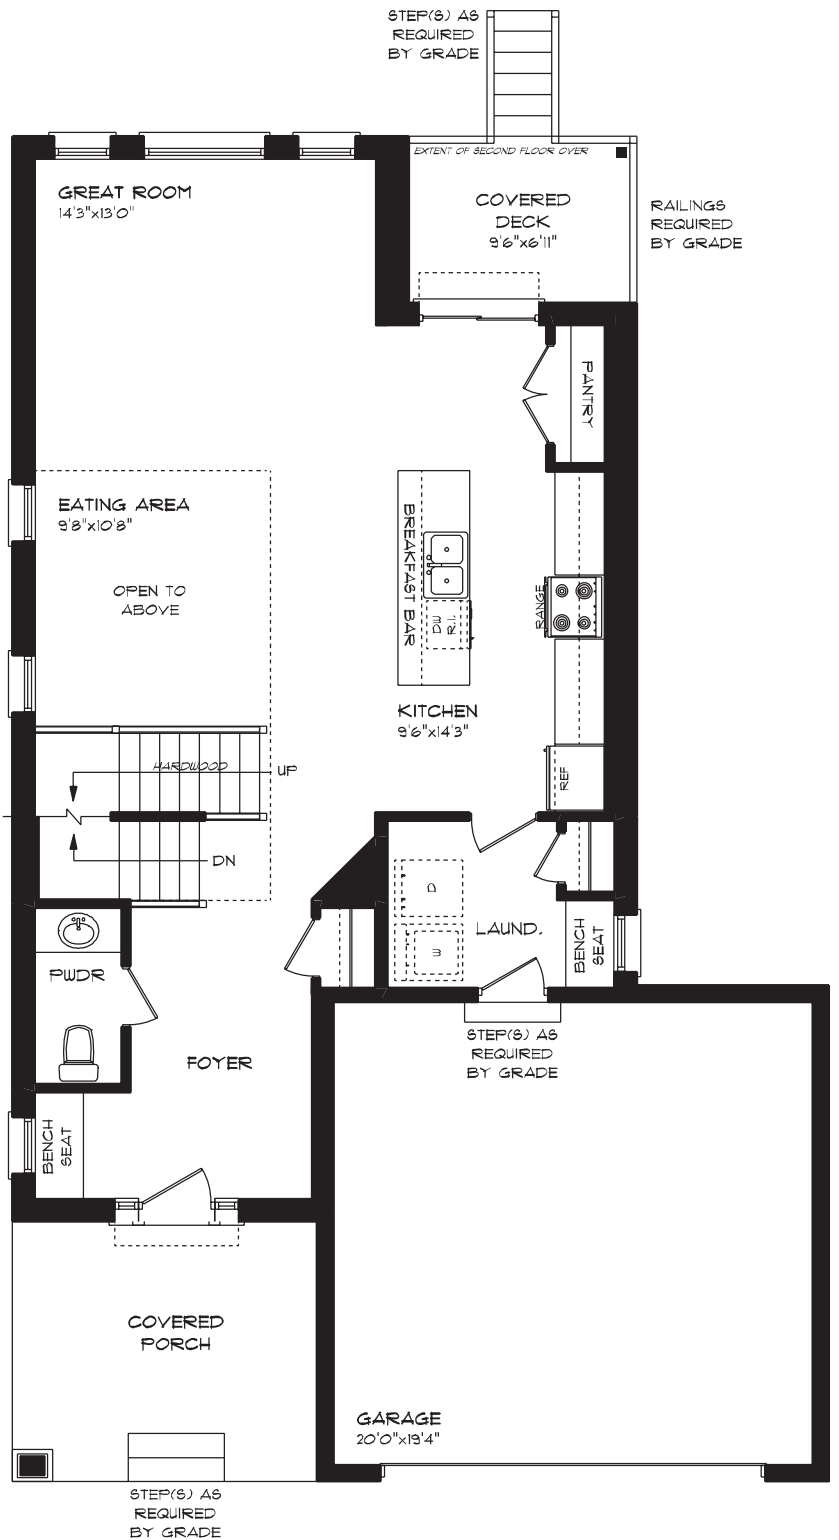 STEP(S) AS
REQUIRED
BY GRADE
EXTENT OF SECOND FLOOR OVER
GREAT ROOM
14'3"x13'0"
COVERED
DECK
9'6"x6'11"
RAILINGS
REQUIRED
BY GRADE
PANTRY
EATING AREA
9'8"x10'8"
OPEN TO
ABOVE
BREAKFAST BAR
DW
R.I.
RANGE
KITCHEN
9'6"x14'3"
HARDWOOD
UP
REF
DN
D
W
LAUND.
BENCH
SEAT
PWDR
FOYER
STEP(S) AS
REQUIRED
BY GRADE
BENCH
SEAT
COVERED
PORCH
GARAGE
20'0"x19'4"
STEP(S) AS
REQUIRED
BY GRADE